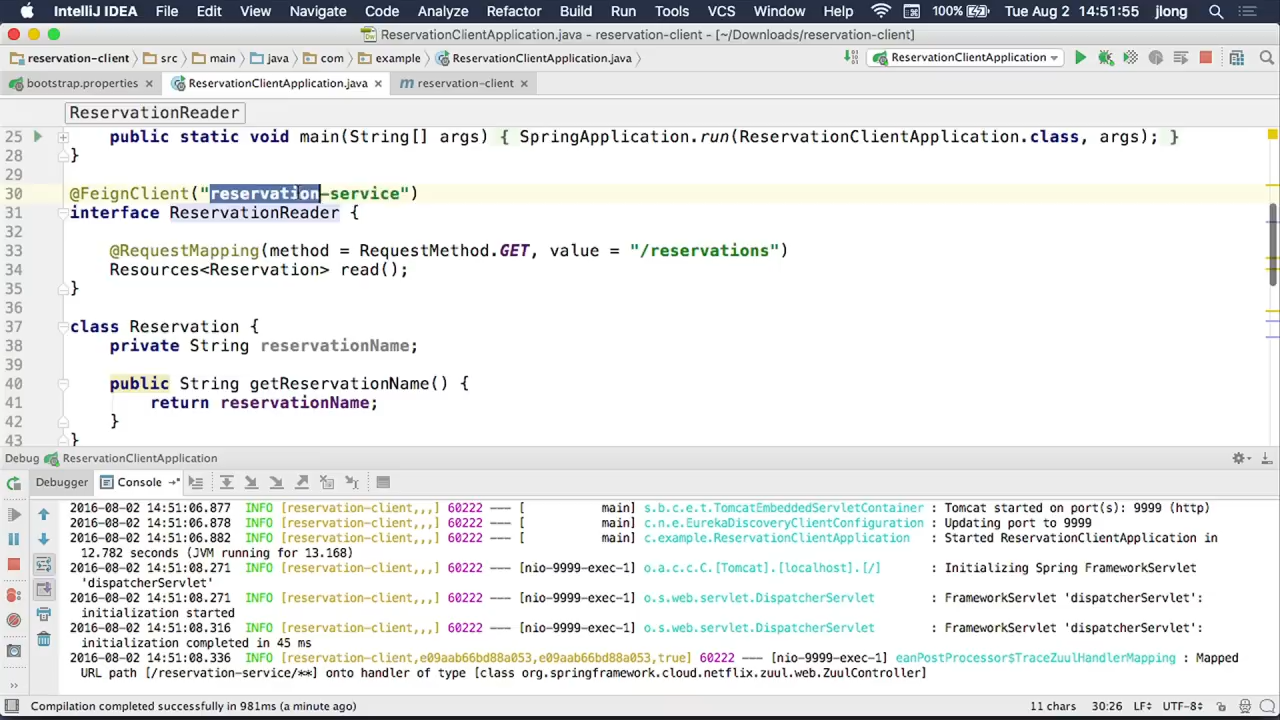 IntelliJ IDEA File Edit View Navigate Code Analyze Refactor Build Run Tools VCS Window Help 100% Tue Aug 2 14:51:55 jlong
ReservationClientApplication.java - reservation-client - [~/Downloads/reservation-client]
reservation-client src main java com example ReservationClientApplication.java ReservationClientApplication
bootstrap.properties ReservationClientApplication.java m reservation-client
ReservationReader
25 public static void main(String[] args) { SpringApplication.run(ReservationClientApplication.class, args); }
28 }
29
30 @FeignClient("reservation-service")
31 interface ReservationReader {
32
33 @RequestMapping(method = RequestMethod.GET, value = "/reservations")
34 Resources<Reservation> read();
35 }
36
37 class Reservation {
38 private String reservationName;
39
40 public String getReservationName() {
41 return reservationName;
42 }
43 }
Debug ReservationClientApplication
Debugger Console
2016-08-02 14:51:06.877 INFO [reservation-client,,,] 60222 --- [ main] s.b.c.e.t.TomcatEmbeddedServletContainer : Tomcat started on port(s): 9999 (http)
2016-08-02 14:51:06.878 INFO [reservation-client,,,] 60222 --- [ main] c.n.e.EurekaDiscoveryClientConfiguration : Updating port to 9999
2016-08-02 14:51:06.882 INFO [reservation-client,,,] 60222 --- [ main] c.example.ReservationClientApplication : Started ReservationClientApplication in
12.782 seconds (JVM running for 13.168)
2016-08-02 14:51:08.271 INFO [reservation-client,,,] 60222 --- [nio-9999-exec-1] o.a.c.c.C.[Tomcat].[localhost].[/] : Initializing Spring FrameworkServlet
'dispatcherServlet'
2016-08-02 14:51:08.271 INFO [reservation-client,,,] 60222 --- [nio-9999-exec-1] o.s.web.servlet.DispatcherServlet : FrameworkServlet 'dispatcherServlet':
initialization started
2016-08-02 14:51:08.316 INFO [reservation-client,,,] 60222 --- [nio-9999-exec-1] o.s.web.servlet.DispatcherServlet : FrameworkServlet 'dispatcherServlet':
initialization completed in 45 ms
2016-08-02 14:51:08.336 INFO [reservation-client,e09aab66bd88a053,e09aab66bd88a053,true] 60222 --- [nio-9999-exec-1] eanPostProcessor$TraceZuulHandlerMapping : Mapped
URL path [/reservation-service/**] onto handler of type [class org.springframework.cloud.netflix.zuul.web.ZuulController]
Compilation completed successfully in 981ms (a minute ago) 11 chars 30:26 LF÷ UTF-8÷